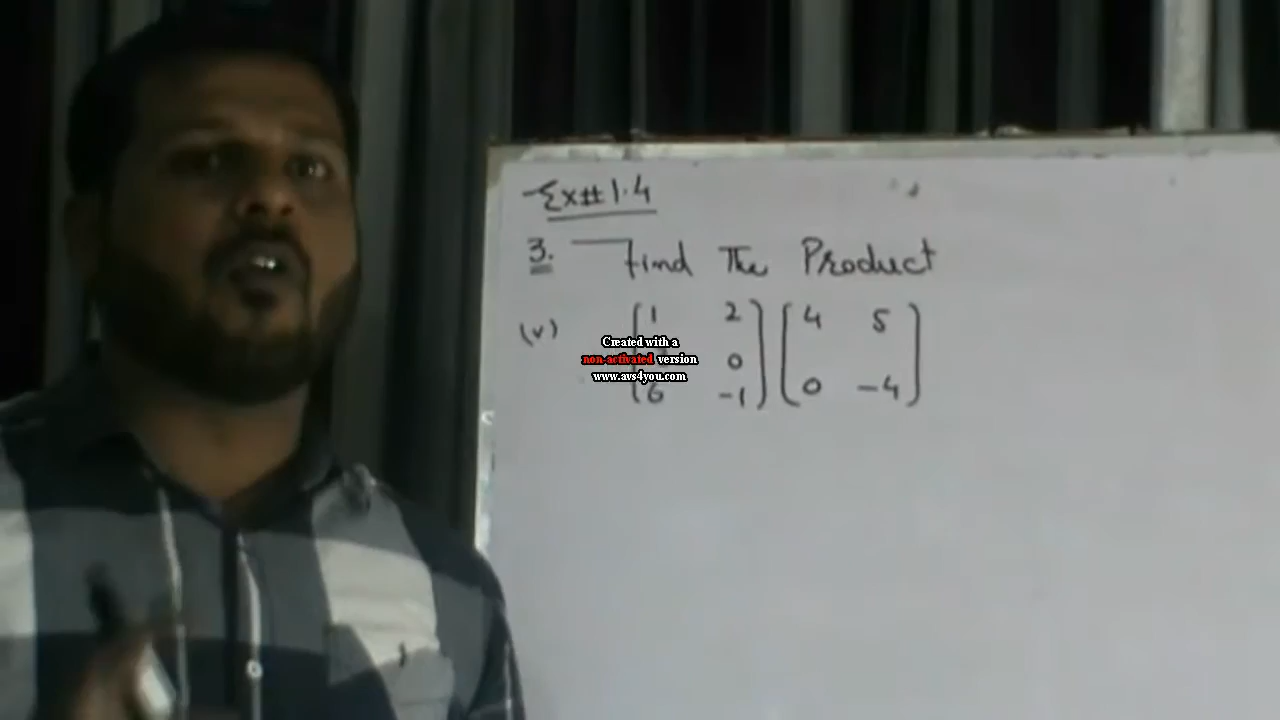 Ex# 1.4
3. Find The Product
(v) [1 2] [4 5]
0
[6 -1] [0 -4]
Created with a
non-activated version
www.avs4you.com